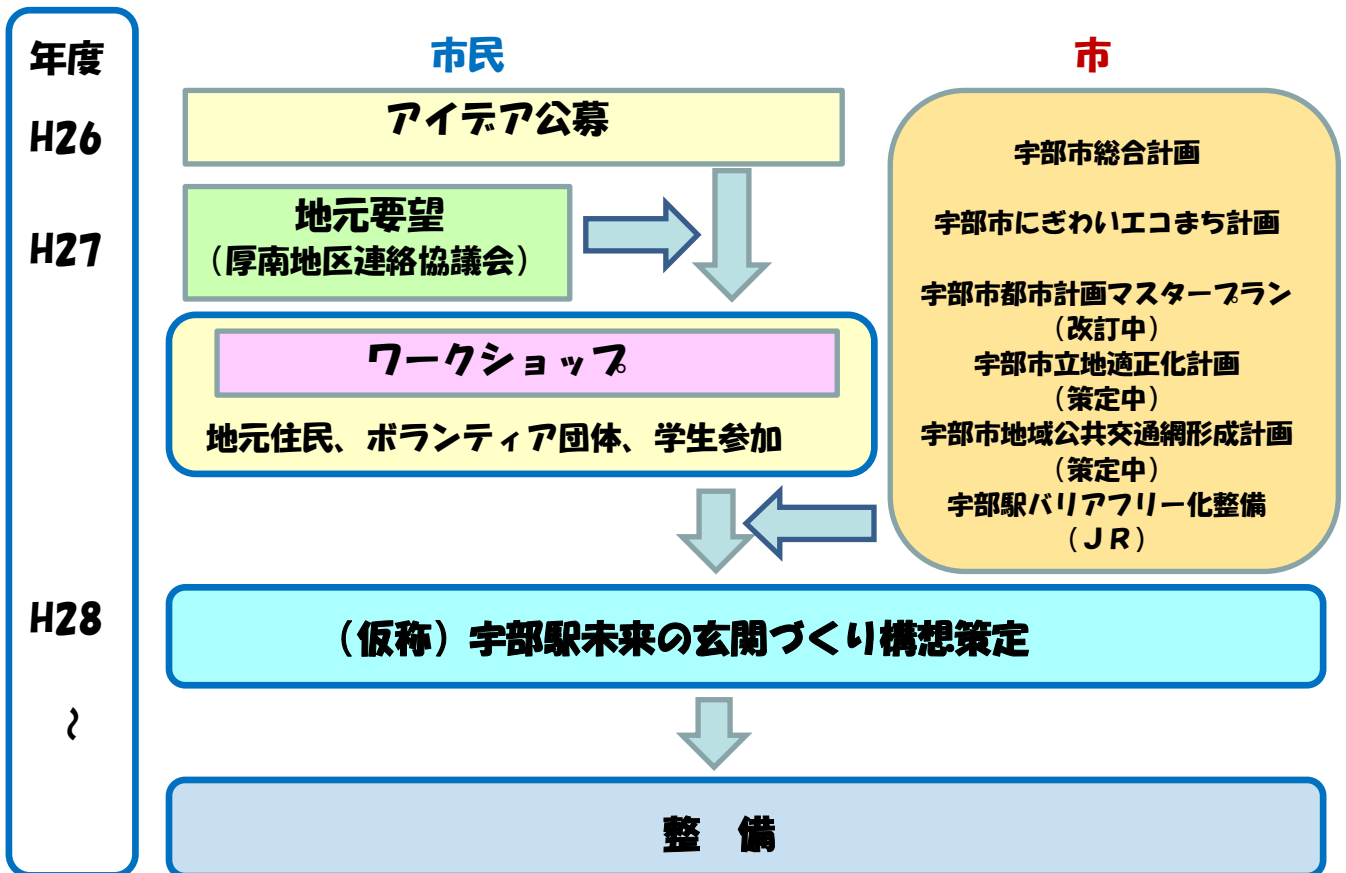 年度
市民
市
H26
アイデア公募
H27
地元要望
（厚南地区連絡協議会）
ワークショップ
地元住民、ボランティア団体、学生参加
宇部市総合計画
宇部市にぎわいエコまち計画
宇部市都市計画マスタープラン
（改訂中）
宇部市立地適正化計画
（策定中）
宇部市地域公共交通網形成計画
（策定中）
宇部駅バリアフリー化整備
（ＪＲ）
H28
（仮称）宇部駅未来の玄関づくり構想策定
～
整　備